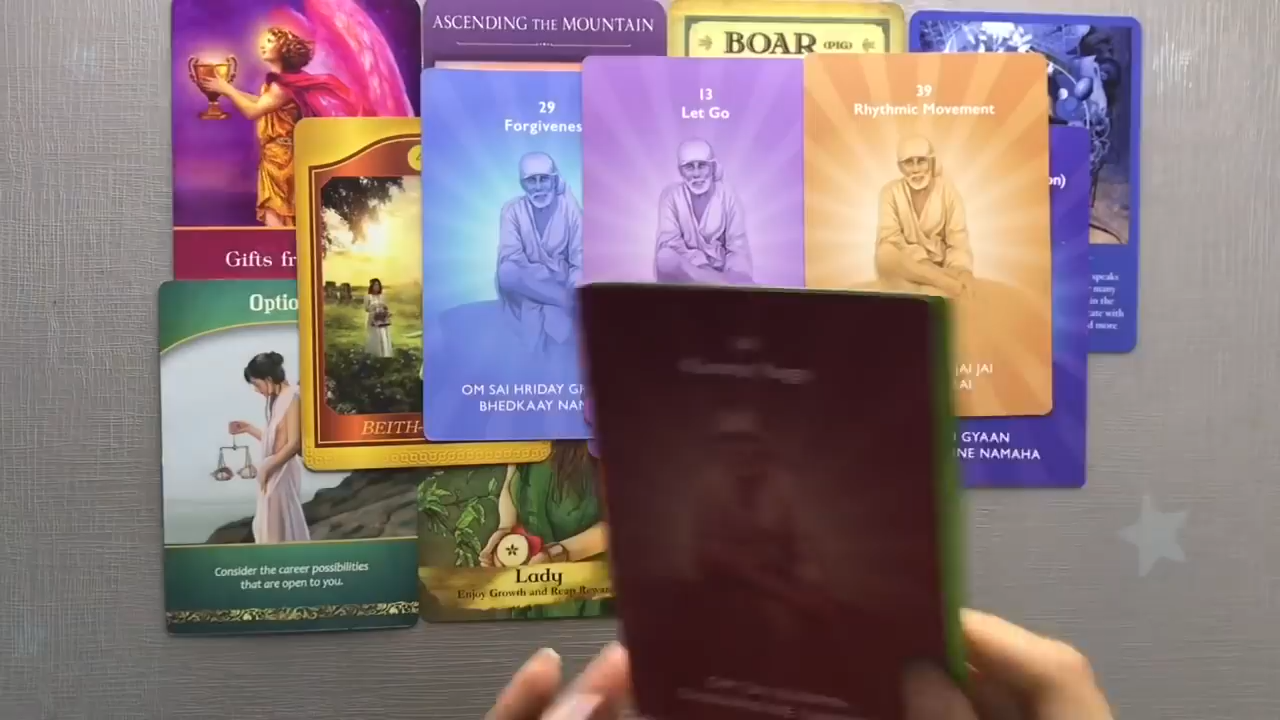 ASCENDING THE MOUNTAIN
BOAR (PIG)
29
Forgivenes
13
Let Go
39
Rhythmic Movement
Gifts fr
Optio
on)
speaks
many
in the
cate with
d more
OM SAI HRIDAY
BHEDKAAY NAM
JAI JAI
AI
BEITH-
GYAAN
NE NAMAHA
Consider the career possibilities
that are open to you.
Lady
Enjoy Growth and Reap Rewar